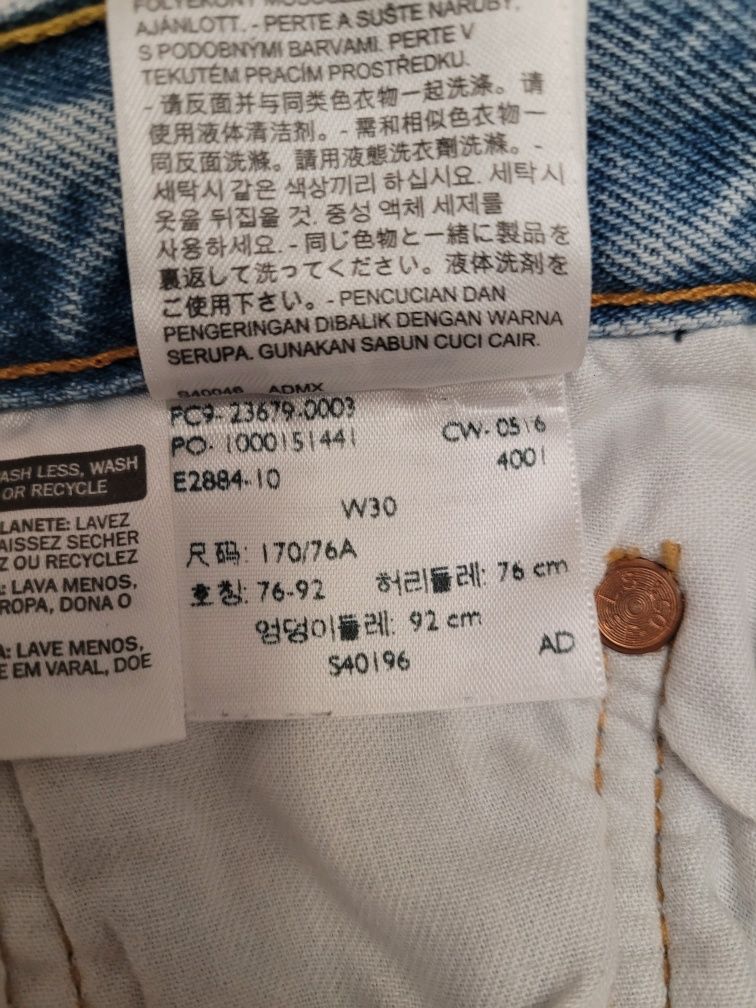 AJÁNLOTT. - PERTE A SUŠTE NARUBY.
S PODOBNÝMI BARVAMI. PERTE V
TEKUTÉM PRACÍM PROSTŘEDKU.
- 请反面并与同类色衣物一起洗涤。请
使用液体清洁剂。- 需和相似色衣物一
同反面洗滌。請用液態洗衣劑洗滌。-
세탁시 같은 색상끼리 하십시요. 세탁시
옷을 뒤집을 것. 중성 액체 세제를
사용하세요. - 同じ色物と一緒に製品を
裏返して洗ってください。液体洗剤を
ご使用下さい。- PENCUCIAN DAN
PENGERINGAN DIBALIK DENGAN WARNA
SERUPA. GUNAKAN SABUN CUCI CAIR.
S40046 ADMX
PC9-23679-0003
PO-1000151441 CW-0516
E2884-10 4001
W30
尺码: 170/76A
호칭: 76-92 허리둘레: 76 cm
엉덩이둘레: 92 cm
S40196 AD
ASH LESS, WASH
OR RECYCLE
LANETE: LAVEZ
AISSEZ SECHER
Z OU RECYCLEZ
: LAVA MENOS,
ROPA, DONA O
A: LAVE MENOS,
E EM VARAL, DOE